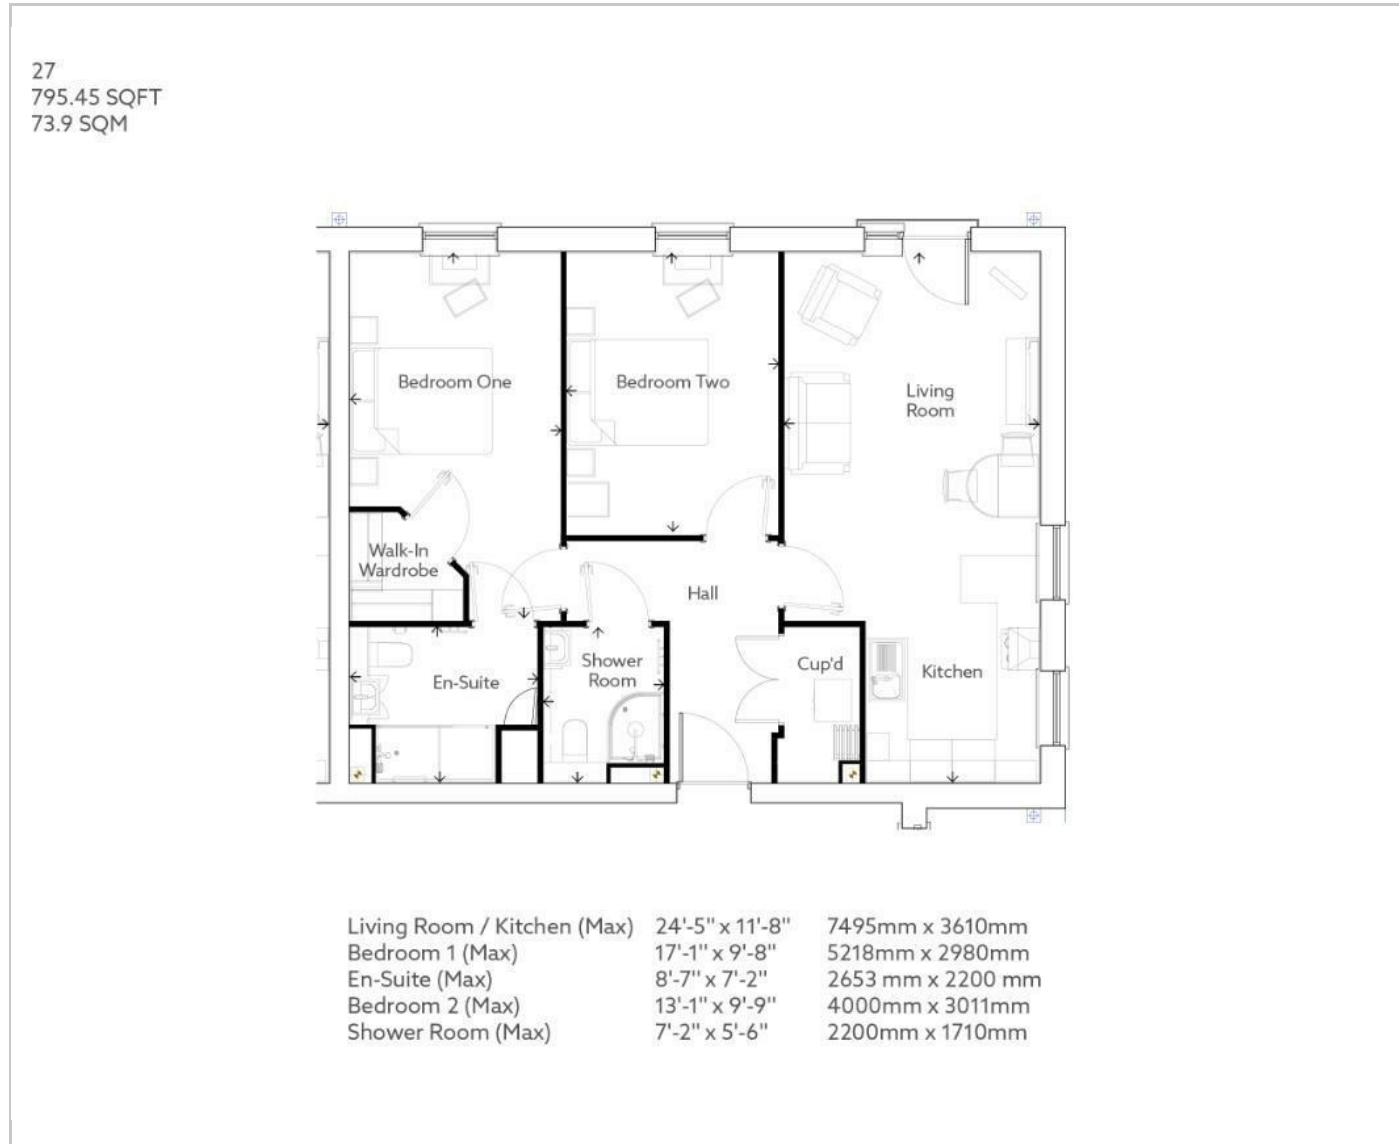 27
795.45 SQFT
73.9 SQM
Bedroom One
Bedroom Two
Living
Room
Walk-In
Wardrobe
Hall
En-Suite
Shower
Room
Cup'd
Kitchen
Living Room / Kitchen (Max) 24'-5" x 11'-8" 7495mm x 3610mm
Bedroom 1 (Max) 17'-1" x 9'-8" 5218mm x 2980mm
En-Suite (Max) 8'-7" x 7'-2" 2653 mm x 2200 mm
Bedroom 2 (Max) 13'-1" x 9'-9" 4000mm x 3011mm
Shower Room (Max) 7'-2" x 5'-6" 2200mm x 1710mm